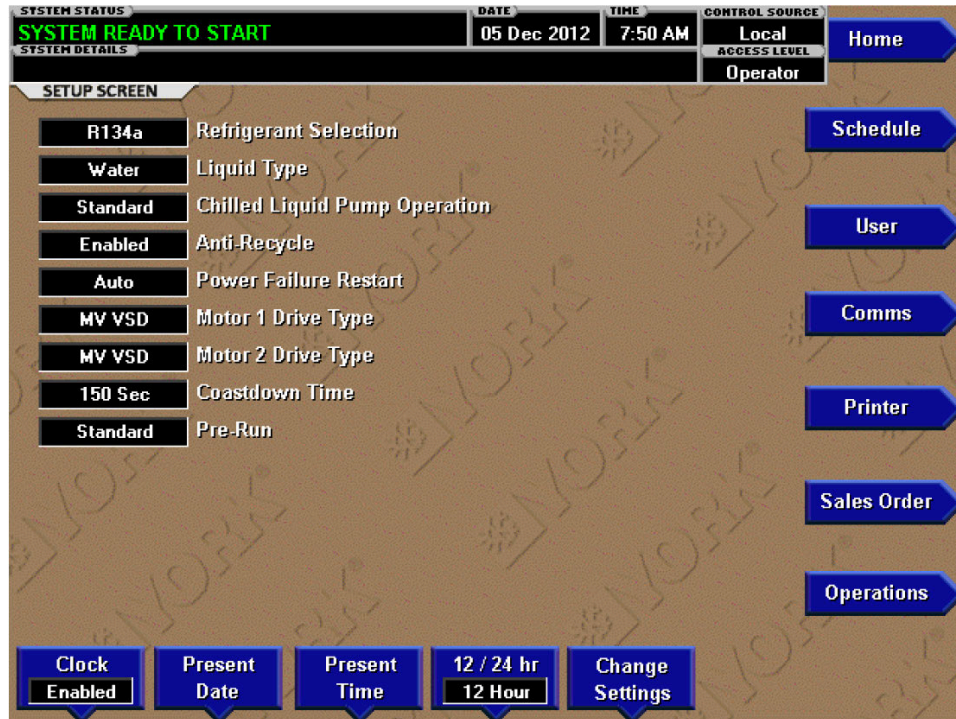 SYSTEM STATUS
SYSTEM READY TO START
DATE
05 Dec 2012
TIME
7:50 AM
CONTROL SOURCE
Local
Home
SYSTEM DETAILS
ACCESS LEVEL
Operator
SETUP SCREEN
R134a Refrigerant Selection
Water Liquid Type
Standard Chilled Liquid Pump Operation
Enabled Anti-Recycle
Auto Power Failure Restart
MV VSD Motor 1 Drive Type
MV VSD Motor 2 Drive Type
150 Sec Coastdown Time
Standard Pre-Run
Schedule
User
Comms
Printer
Sales Order
Operations
Clock
Enabled
Present
Date
Present
Time
12 / 24 hr
12 Hour
Change
Settings
YORK